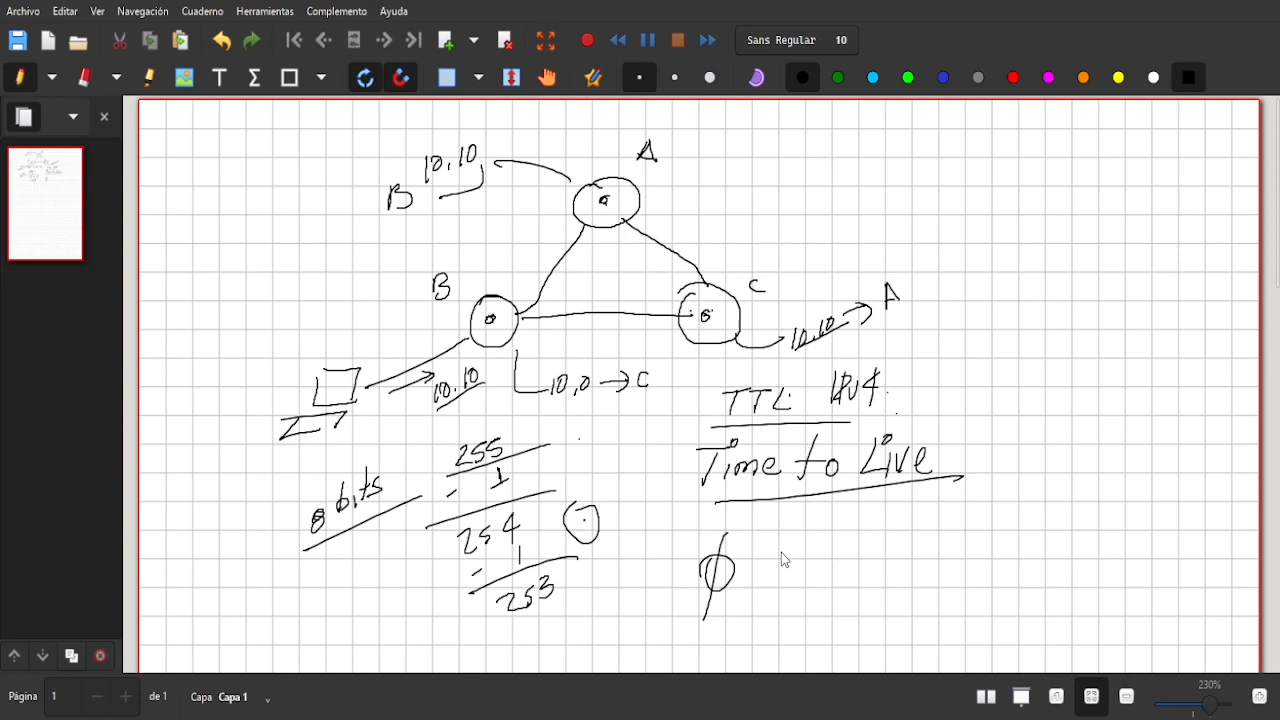 Archivo Editar Ver Navegación Cuaderno Herramientas Complemento Ayuda
Sans Regular 10
A
10.10
B
B
C
A
10.10
10.10
10.0 → C
TTL IPv4
Time to Live
8 bits
255
- 1
254
- 1
253
Página 1 de 1 Capa Capa 1
230%
1